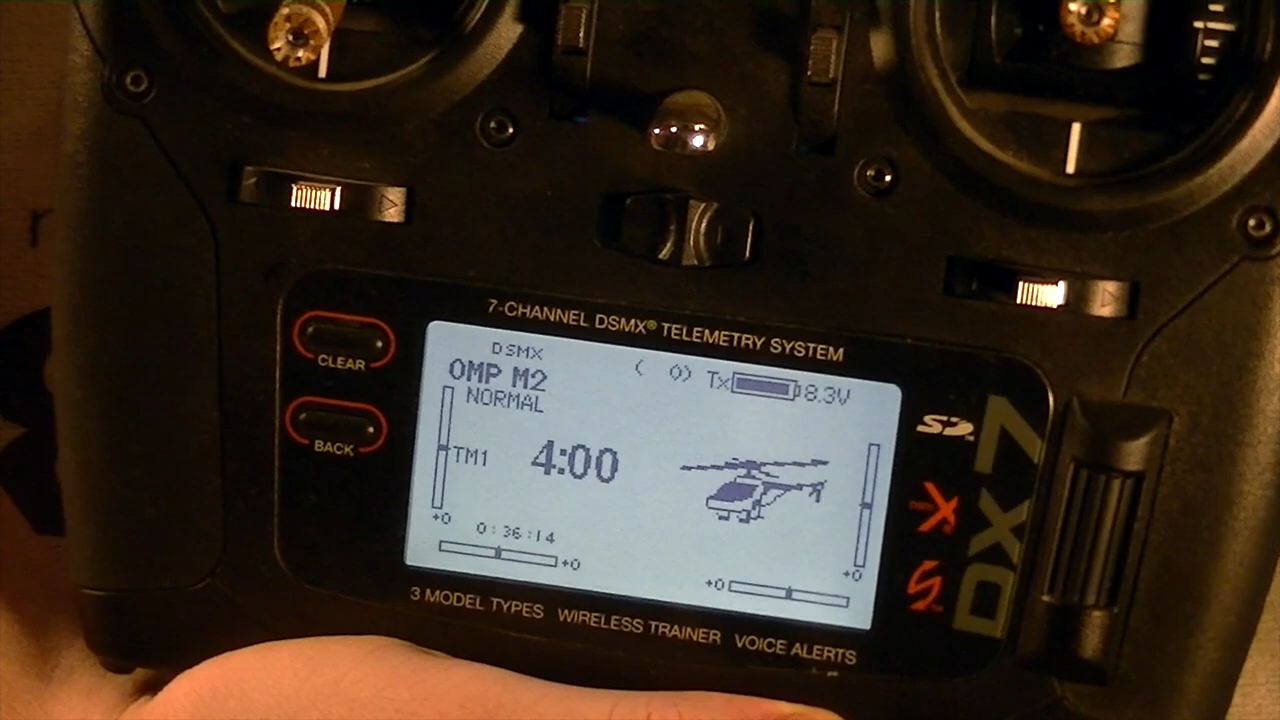 7-CHANNEL DSMX® TELEMETRY SYSTEM
CLEAR
BACK
DSMX
OMP M2
NORMAL
Tx 8.3V
TM1 4:00
+0
0:36:14
+0
+0
+0
SD
X
DX7
3 MODEL TYPES WIRELESS TRAINER VOICE ALERTS